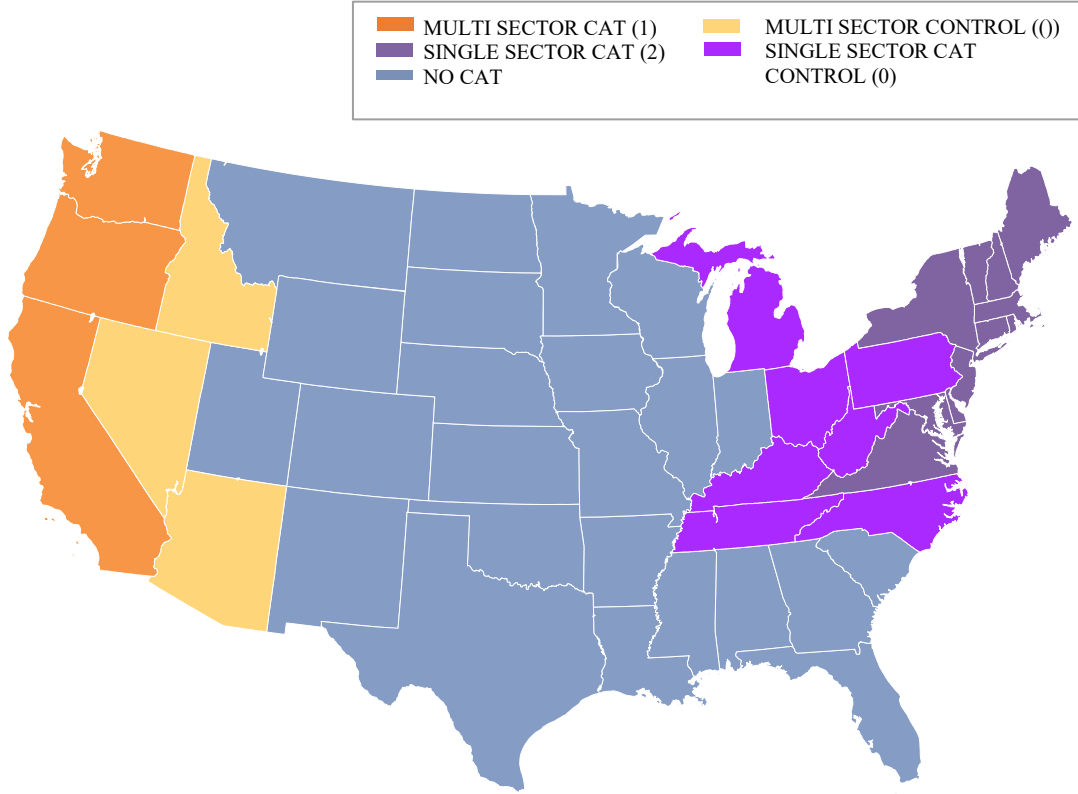 MULTI SECTOR CAT (1)
SINGLE SECTOR CAT (2)
NO CAT
MULTI SECTOR CONTROL (())
SINGLE SECTOR CAT
CONTROL (0)